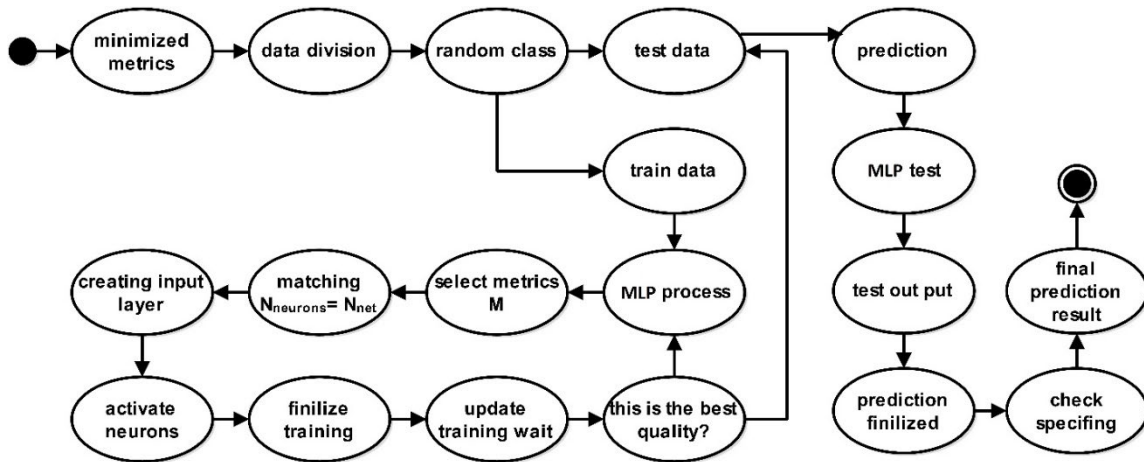 minimized
metrics
data division
random class
test data
prediction
train data
MLP test
creating input
layer
matching
Nneurons= Nnet
select metrics
M
MLP process
test out put
final
prediction
result
activate
neurons
finilize
training
update
training wait
this is the best
quality?
prediction
finilized
check
specifing